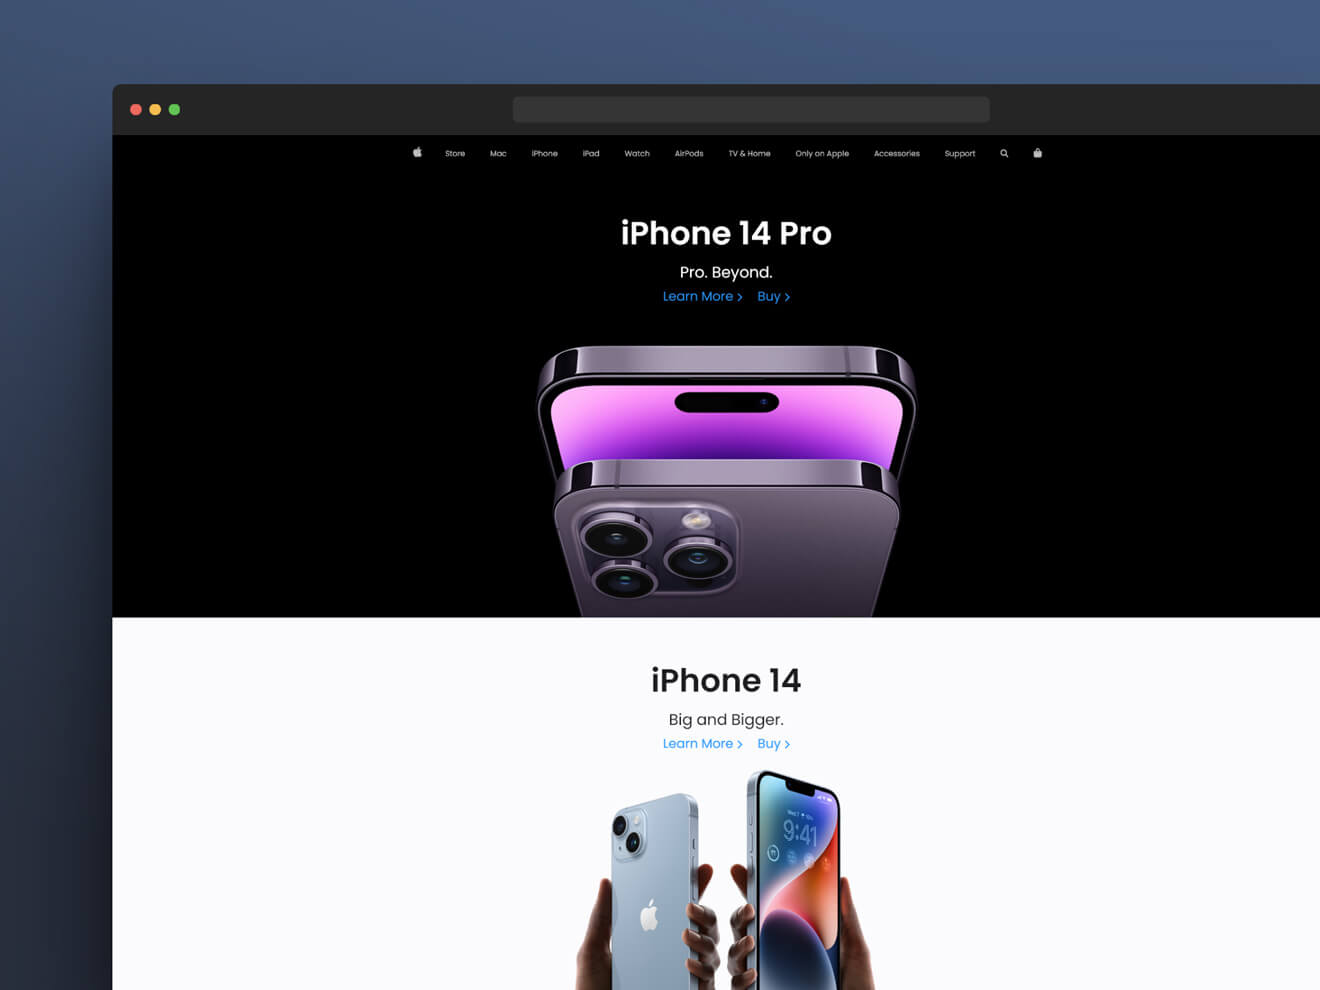 Store Mac iPhone iPad Watch AirPods TV & Home Only on Apple Accessories Support
iPhone 14 Pro
Pro. Beyond.
Learn More Buy
iPhone 14
Big and Bigger.
Learn More Buy
9:41